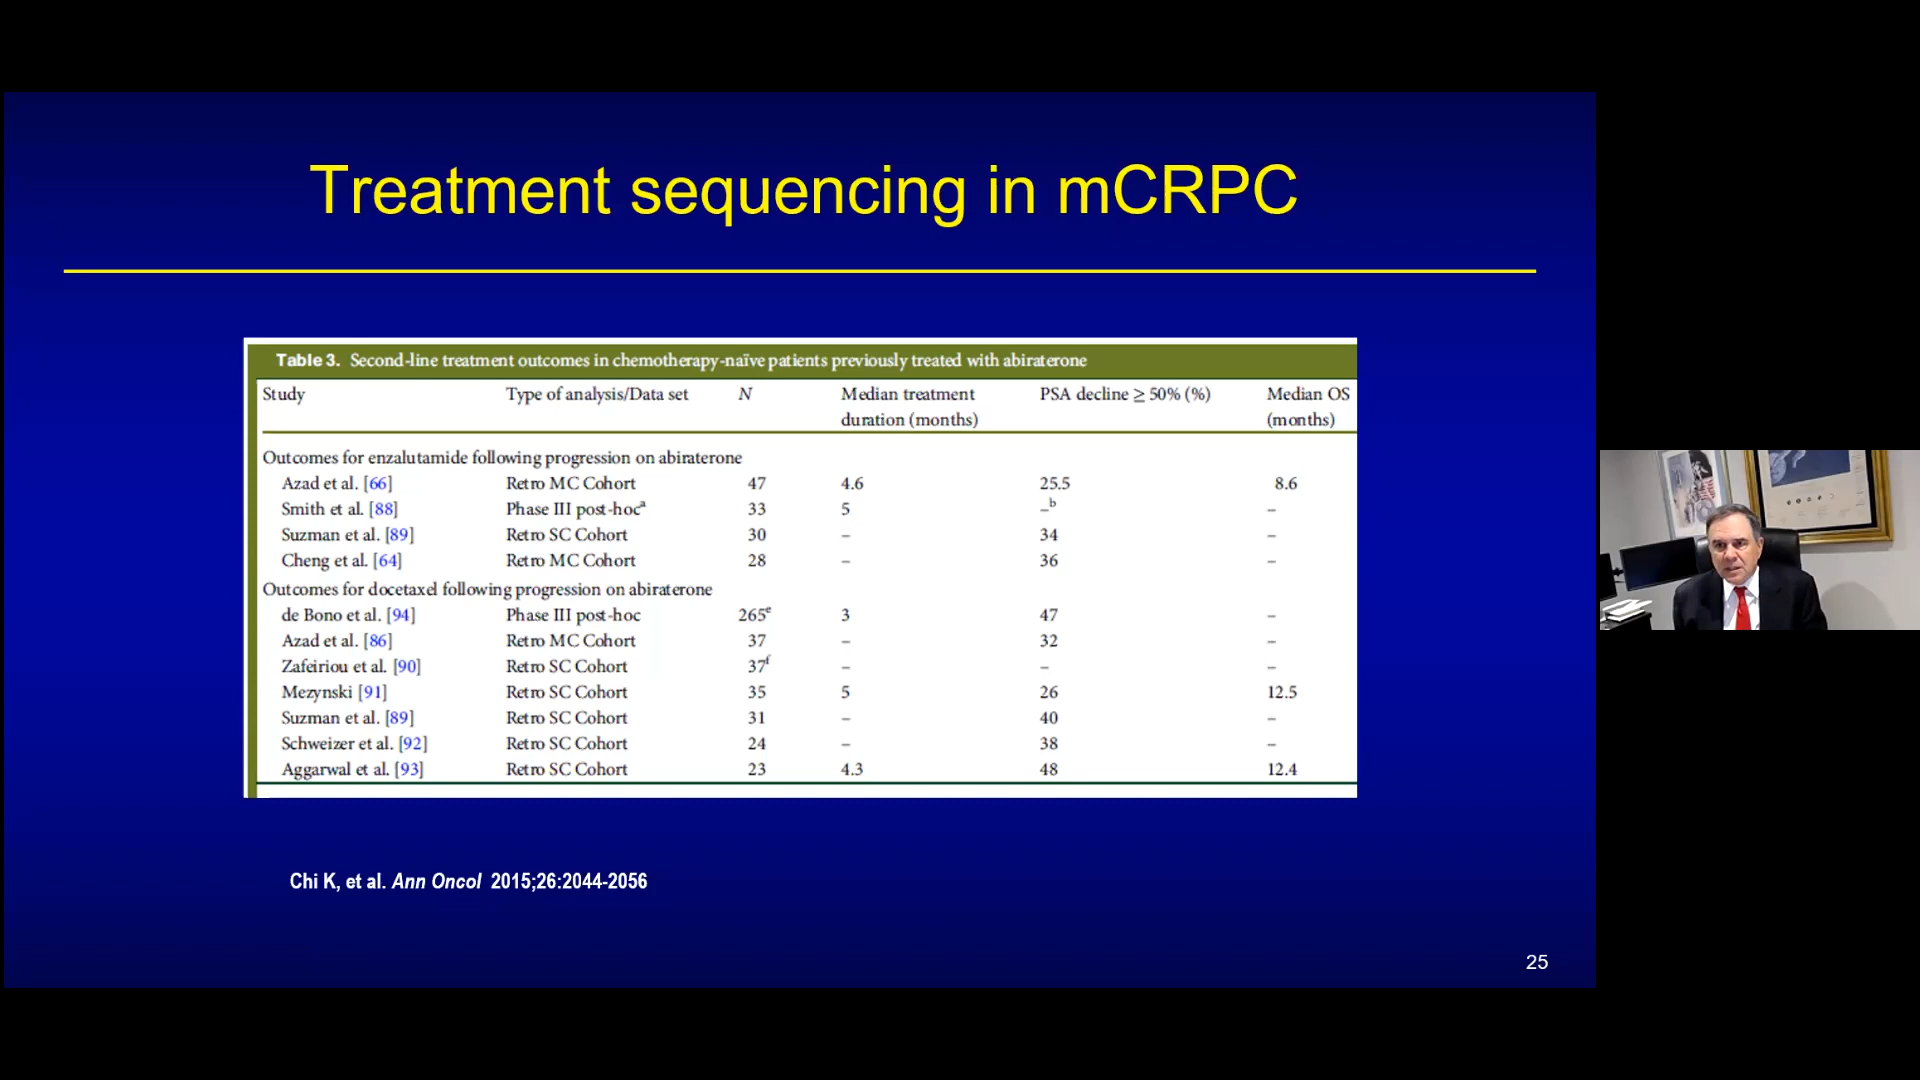 Treatment sequencing in mCRPC
Table 3. Second-line treatment outcomes in chemotherapy-naïve patients previously treated with abiraterone
Study Type of analysis/Data set N Median treatment duration (months) PSA decline ≥ 50% (%) Median OS (months)
Outcomes for enzalutamide following progression on abiraterone
Azad et al. [66] Retro MC Cohort 47 4.6 25.5 8.6
Smith et al. [88] Phase III post-hocᵃ 33 5 –ᵇ –
Suzman et al. [89] Retro SC Cohort 30 – 34 –
Cheng et al. [64] Retro MC Cohort 28 – 36 –
Outcomes for docetaxel following progression on abiraterone
de Bono et al. [94] Phase III post-hoc 265ᵉ 3 47 –
Azad et al. [86] Retro MC Cohort 37 – 32 –
Zafeiriou et al. [90] Retro SC Cohort 37ᶠ – – –
Mezynski [91] Retro SC Cohort 35 5 26 12.5
Suzman et al. [89] Retro SC Cohort 31 – 40 –
Schweizer et al. [92] Retro SC Cohort 24 – 38 –
Aggarwal et al. [93] Retro SC Cohort 23 4.3 48 12.4
Chi K, et al. Ann Oncol 2015;26:2044-2056
25